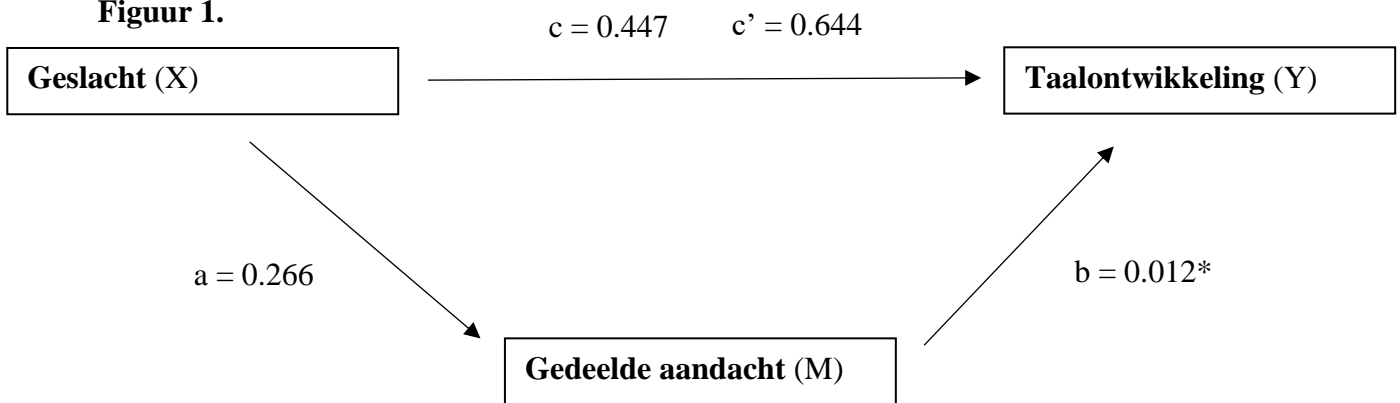 Figuur 1.
c = 0.447 c’ = 0.644
Geslacht (X)
Taalontwikkeling (Y)
a = 0.266
b = 0.012*
Gedeelde aandacht (M)